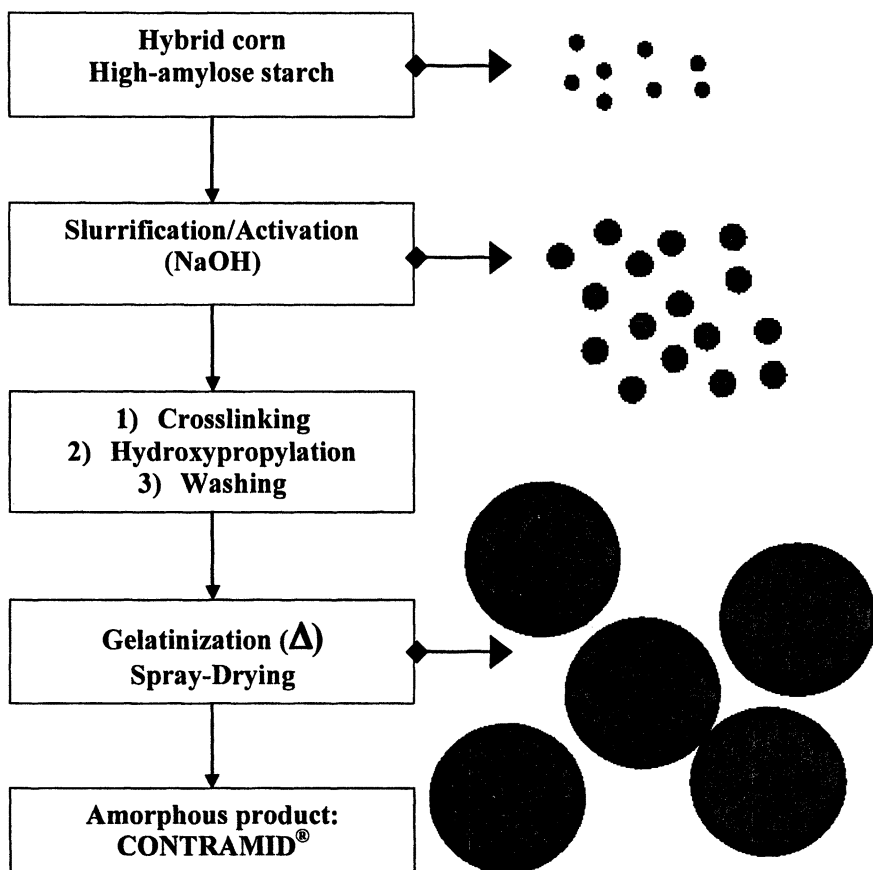 Hybrid corn
High-amylose starch
Slurrification/Activation
(NaOH)
1) Crosslinking
2) Hydroxypropylation
3) Washing
Gelatinization (Δ)
Spray-Drying
Amorphous product:
CONTRAMID®